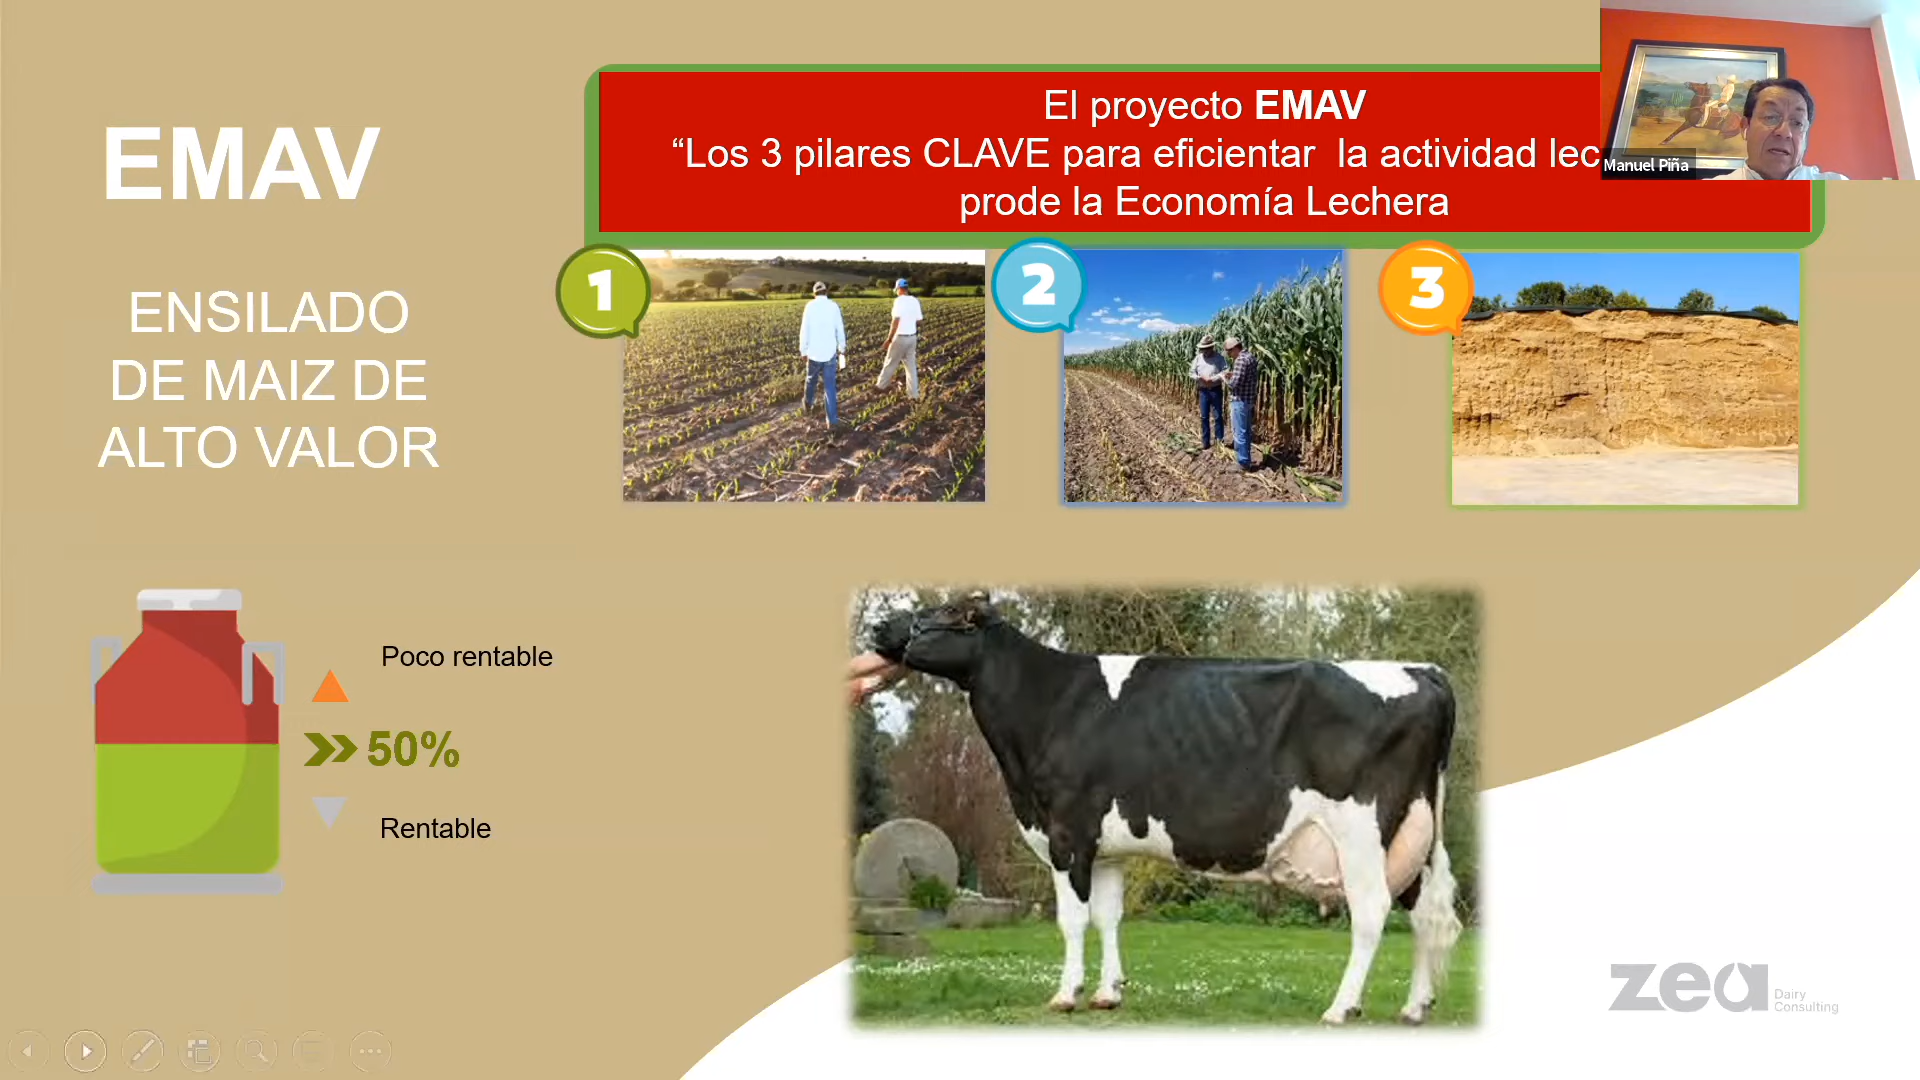 EMAV
ENSILADO
DE MAIZ DE
ALTO VALOR
El proyecto EMAV
“Los 3 pilares CLAVE para eficientar la actividad lec
prode la Economía Lechera
Manuel Piña
1
2
3
Poco rentable
50%
Rentable
zea
Dairy
Consulting